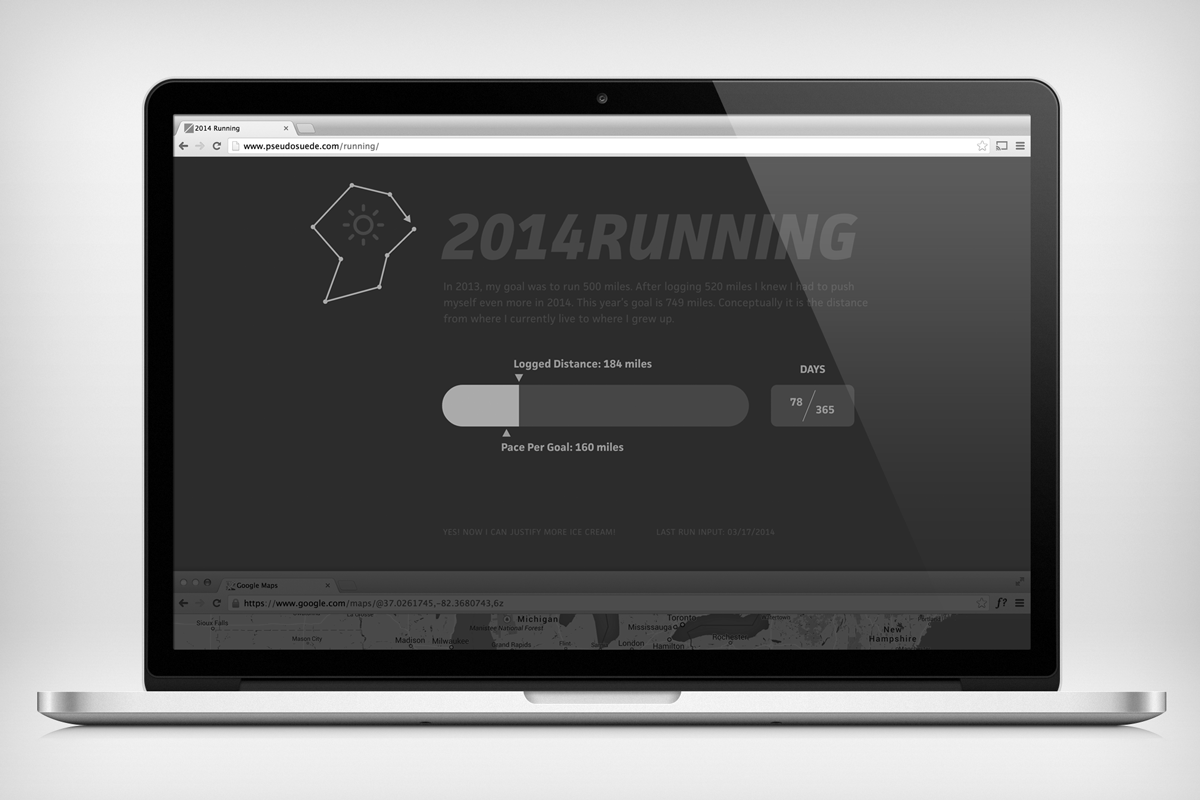 2014 Running
www.pseudosuede.com/running/
2014RUNNING
In 2013, my goal was to run 500 miles. After logging 520 miles I knew I had to push
myself even more in 2014. This year's goal is 749 miles. Conceptually it is the distance
from where I currently live to where I grew up.
Logged Distance: 184 miles
DAYS
78/365
Pace Per Goal: 160 miles
YES! NOW I CAN JUSTIFY MORE ICE CREAM!
LAST RUN INPUT: 03/17/2014
Google Maps
https://www.google.com/maps/@37.0261745,-82.3680743,6z
f?
Sioux Falls
Mason City
Madison
Milwaukee
Michigan
Manistee National Forest
Grand Rapids
Flint
London
Toronto
Mississauga
Hamilton
Rochester
New
Hampshire